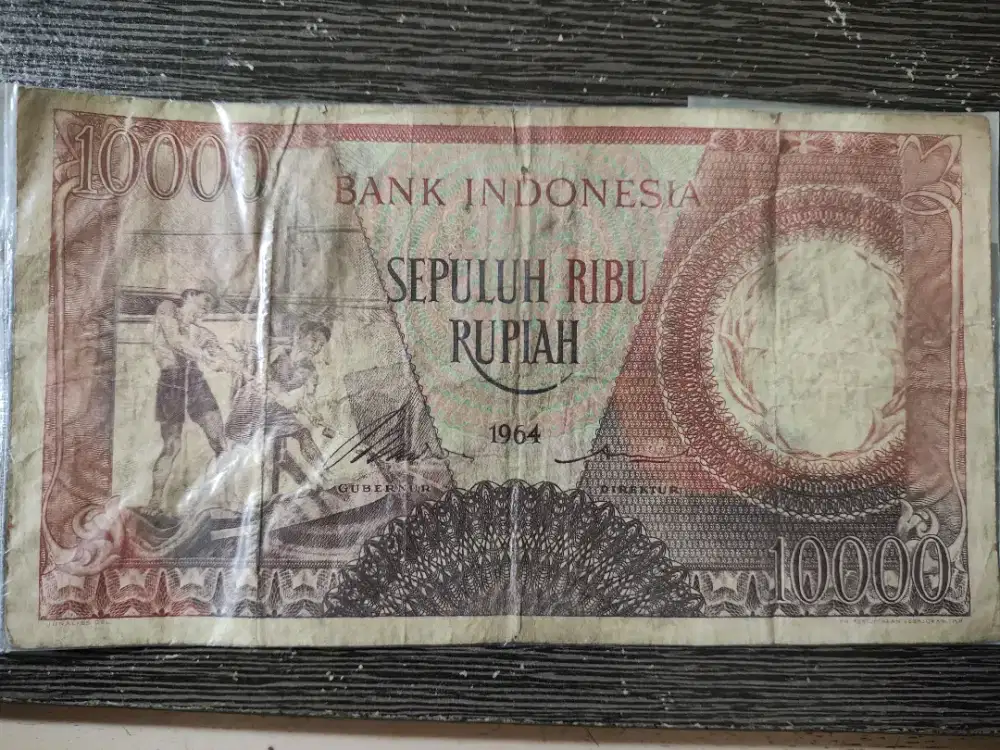 10000
BANK INDONESIA
SEPULUH RIBU
RUPIAH
1964
GUBERNUR DIREKTUR
10000